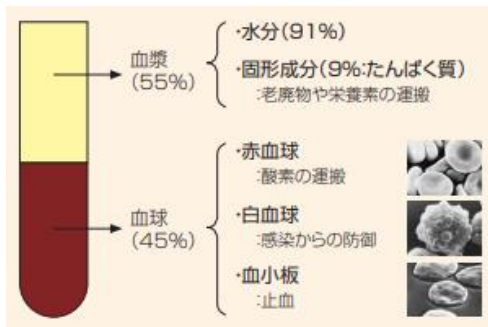 血漿
(55%)
・水分(91%)
・固形成分(9%:たんぱく質)
:老廃物や栄養素の運搬
血球
(45%)
・赤血球
:酸素の運搬
・白血球
:感染からの防御
・血小板
:止血